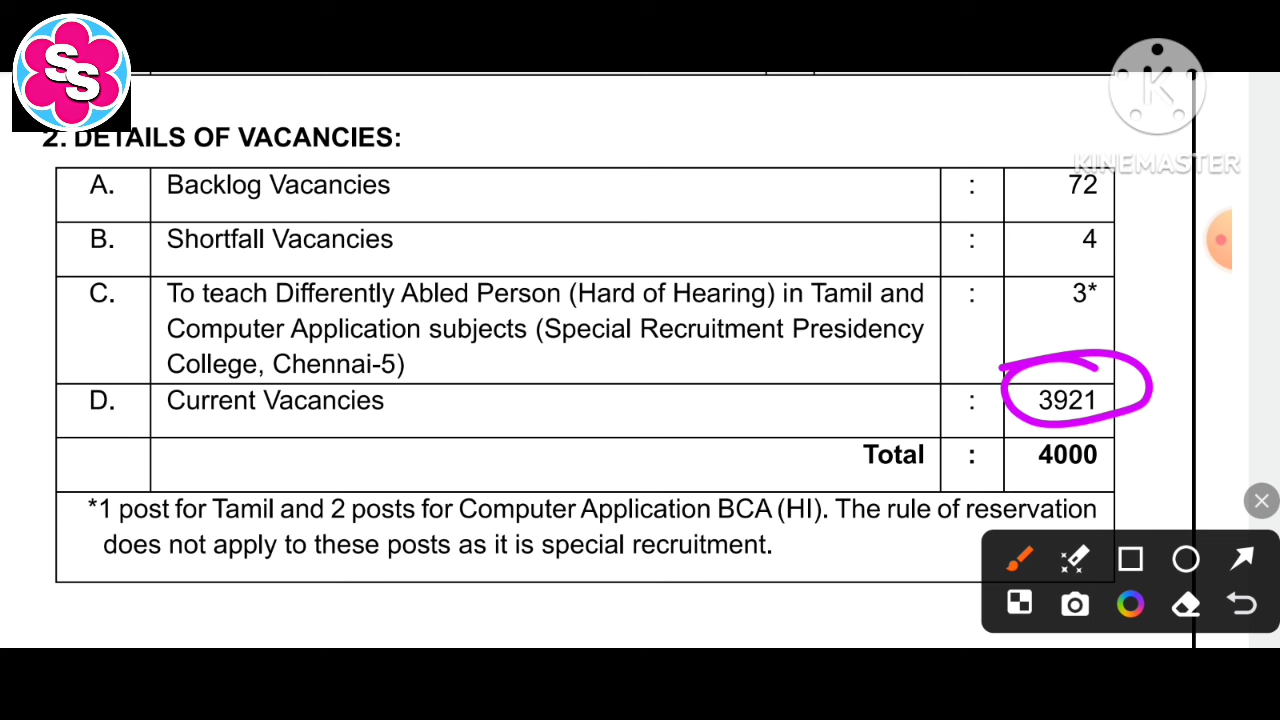 SS
K
KINEMASTER
2. DETAILS OF VACANCIES:
A. Backlog Vacancies : 72
B. Shortfall Vacancies : 4
C. To teach Differently Abled Person (Hard of Hearing) in Tamil and : 3*
Computer Application subjects (Special Recruitment Presidency
College, Chennai-5)
D. Current Vacancies : 3921
Total : 4000
*1 post for Tamil and 2 posts for Computer Application BCA (HI). The rule of reservation
does not apply to these posts as it is special recruitment.